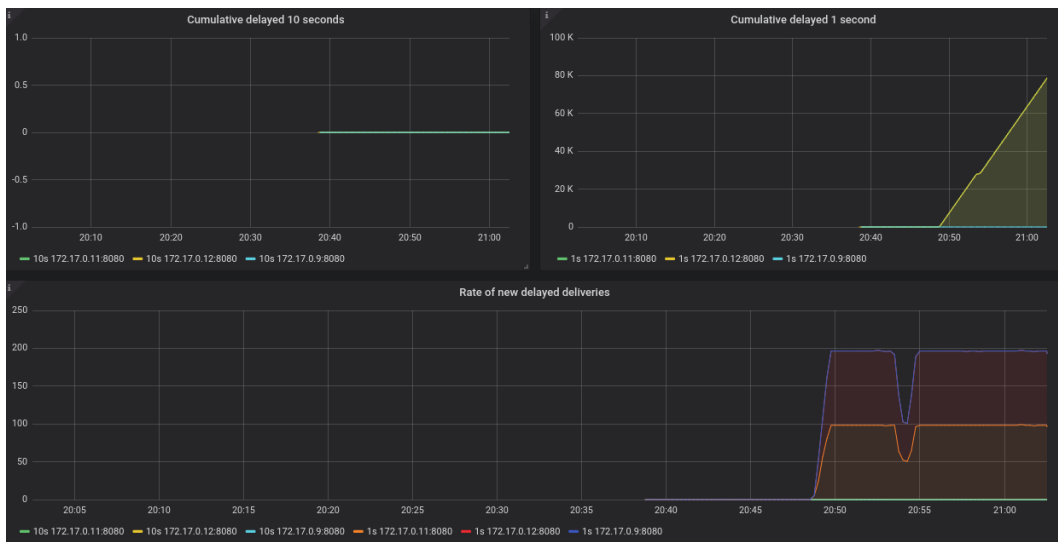 Cumulative delayed 10 seconds
1.0
0.5
0
-0.5
-1.0
20:10 20:20 20:30 20:40 20:50 21:00
10s 172.17.0.11:8080 10s 172.17.0.12:8080 10s 172.17.0.9:8080
Cumulative delayed 1 second
100 K
80 K
60 K
40 K
20 K
0
20:10 20:20 20:30 20:40 20:50 21:00
1s 172.17.0.11:8080 1s 172.17.0.12:8080 1s 172.17.0.9:8080
Rate of new delayed deliveries
250
200
150
100
50
0
20:05 20:10 20:15 20:20 20:25 20:30 20:35 20:40 20:45 20:50 20:55 21:00
10s 172.17.0.11:8080 10s 172.17.0.12:8080 10s 172.17.0.9:8080 1s 172.17.0.11:8080 1s 172.17.0.12:8080 1s 172.17.0.9:8080